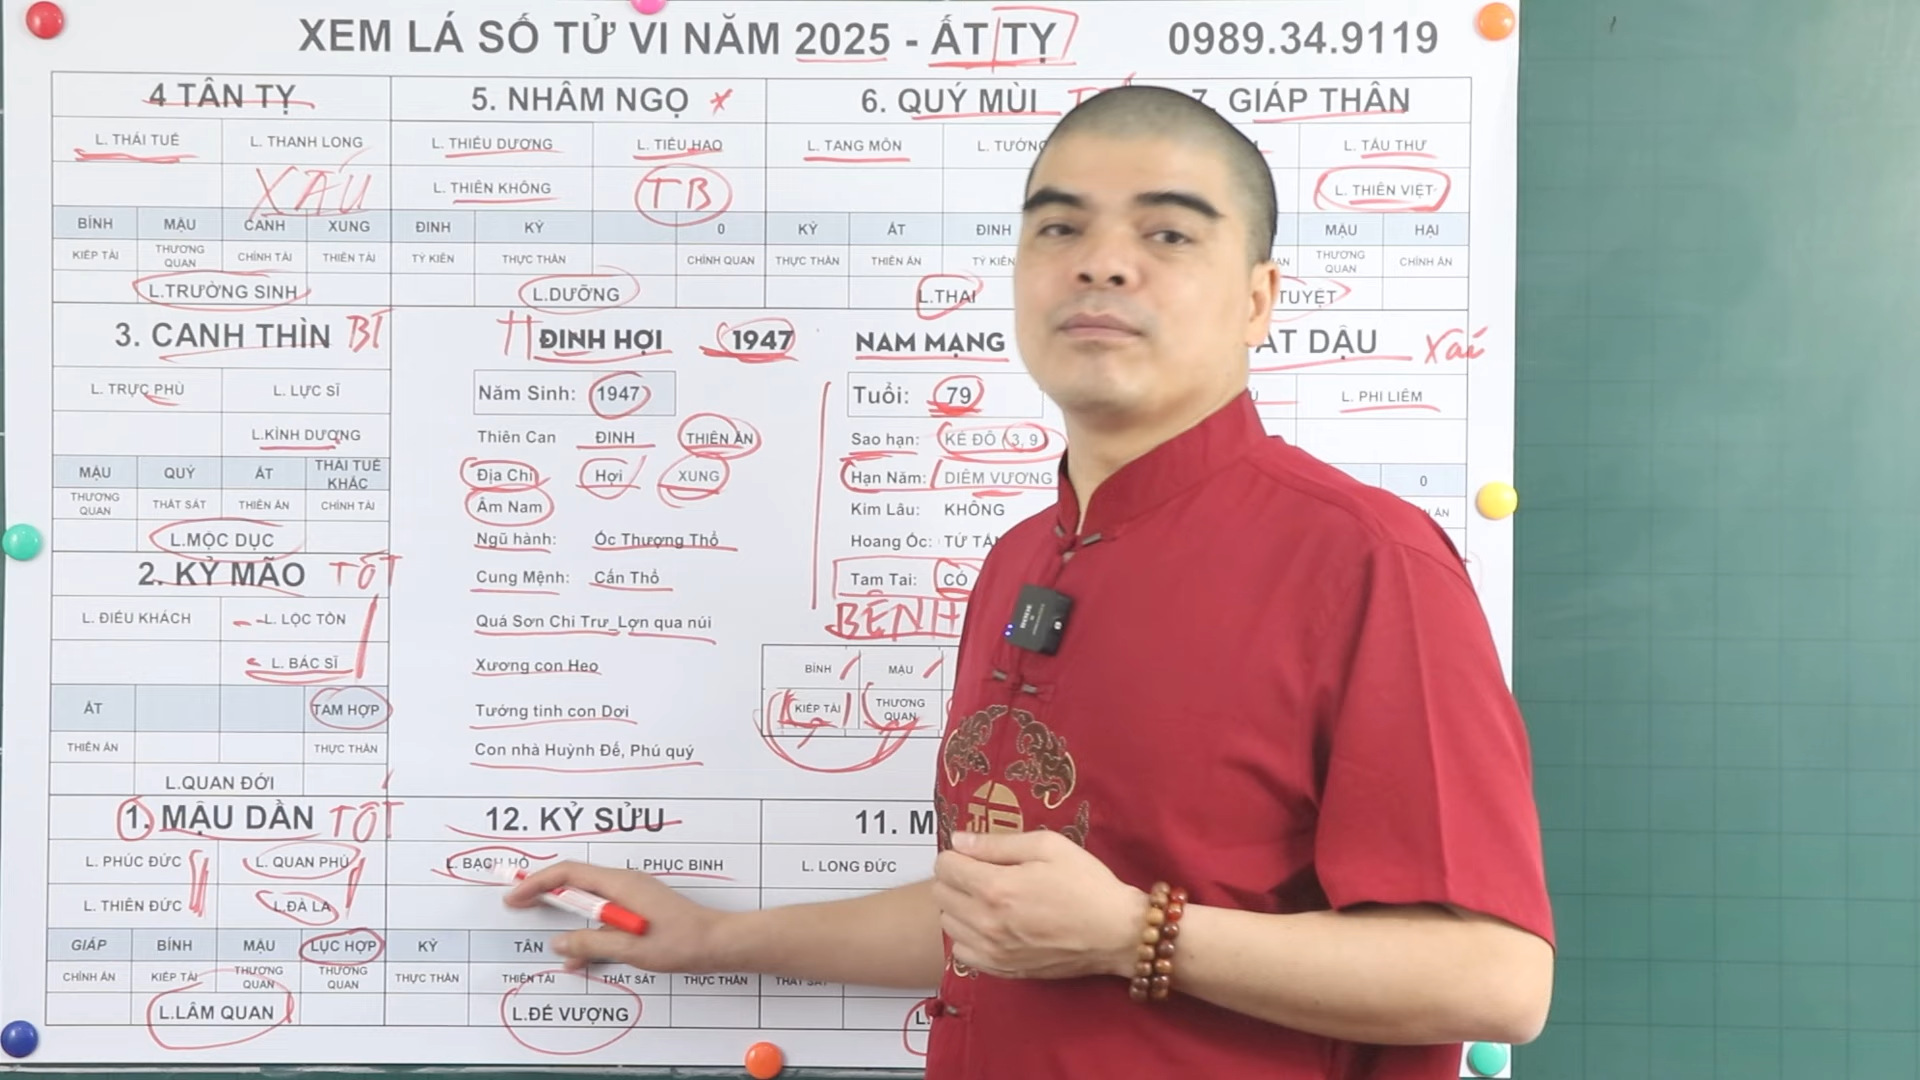 XEM LÁ SỐ TỬ VI NĂM 2025 - ẤT TỴ 0989.34.9119
4 TÂN TỴ
L. THÁI TUẾ L. THANH LONG
XẤU
BÍNH MẬU CANH XUNG
KIẾP TÀI THƯƠNG QUAN CHÍNH TÀI THIÊN TÀI
L.TRƯỜNG SINH
5. NHÂM NGỌ
L. THIẾU DƯƠNG L. TIỂU HAO
L. THIÊN KHÔNG TB
ĐINH KỶ 0
TỶ KIÊN THỰC THẦN CHÍNH QUAN
L.DƯỠNG
6. QUÝ MÙI
L. TANG MÔN L. TƯỚNG
KỶ ẤT ĐINH
THỰC THẦN THIÊN ẤN TỶ KIÊN
L.THAI
7. GIÁP THÂN
L. TẤU THƯ
L. THIÊN VIỆT
MẬU HẠI
THƯƠNG QUAN CHÍNH ẤN
TUYỆT
3. CANH THÌN BT
L. TRỰC PHÙ L. LỰC SĨ
L.KÌNH DƯƠNG
MẬU QUÝ ẤT THÁI TUẾ KHẮC
THƯƠNG QUAN THẤT SÁT THIÊN ẤN CHÍNH TÀI
L.MỘC DỤC
ĐINH HỢI 1947 NAM MẠNG
Năm Sinh: 1947
Thiên Can ĐINH THIÊN ẤN
Địa Chi Hợi XUNG
Âm Nam
Ngũ hành: Ốc Thượng Thổ
Cung Mệnh: Cấn Thổ
Quá Sơn Chi Trư_Lợn qua núi
Xương con Heo
Tướng tinh con Dơi
Con nhà Huỳnh Đế, Phú quý
Tuổi: 79
Sao hạn: KẾ ĐÔ (3, 9
Hạn Năm: DIÊM VƯƠNG
Kim Lâu: KHÔNG
Hoang Ốc: TỨ TẤ
Tam Tai: CÓ
BỆNH
BÍNH MẬU
KIẾP TÀI THƯƠNG QUAN
ẤT DẬU Xấu
L. PHI LIÊM
0
ẤN
2. KỶ MÃO TỐT
L. ĐIẾU KHÁCH L. LỘC TỒN
L. BÁC SĨ
ẤT TAM HỢP
THIÊN ẤN THỰC THẦN
L.QUAN ĐỚI
1. MẬU DẦN TỐT
L. PHÚC ĐỨC L. QUAN PHỦ
L. THIÊN ĐỨC L.ĐÀ LA
GIÁP BÍNH MẬU LỤC HỢP
CHÍNH ẤN KIẾP TÀI THƯƠNG QUAN THƯƠNG QUAN
L.LÂM QUAN
12. KỶ SỬU
L. BẠCH HỔ L. PHỤC BINH
KỶ TÂN
THỰC THẦN THIÊN TÀI THẤT SÁT THỰC THẦN
L.ĐẾ VƯỢNG
11. M
L. LONG ĐỨC
THẤT SÁT
L.